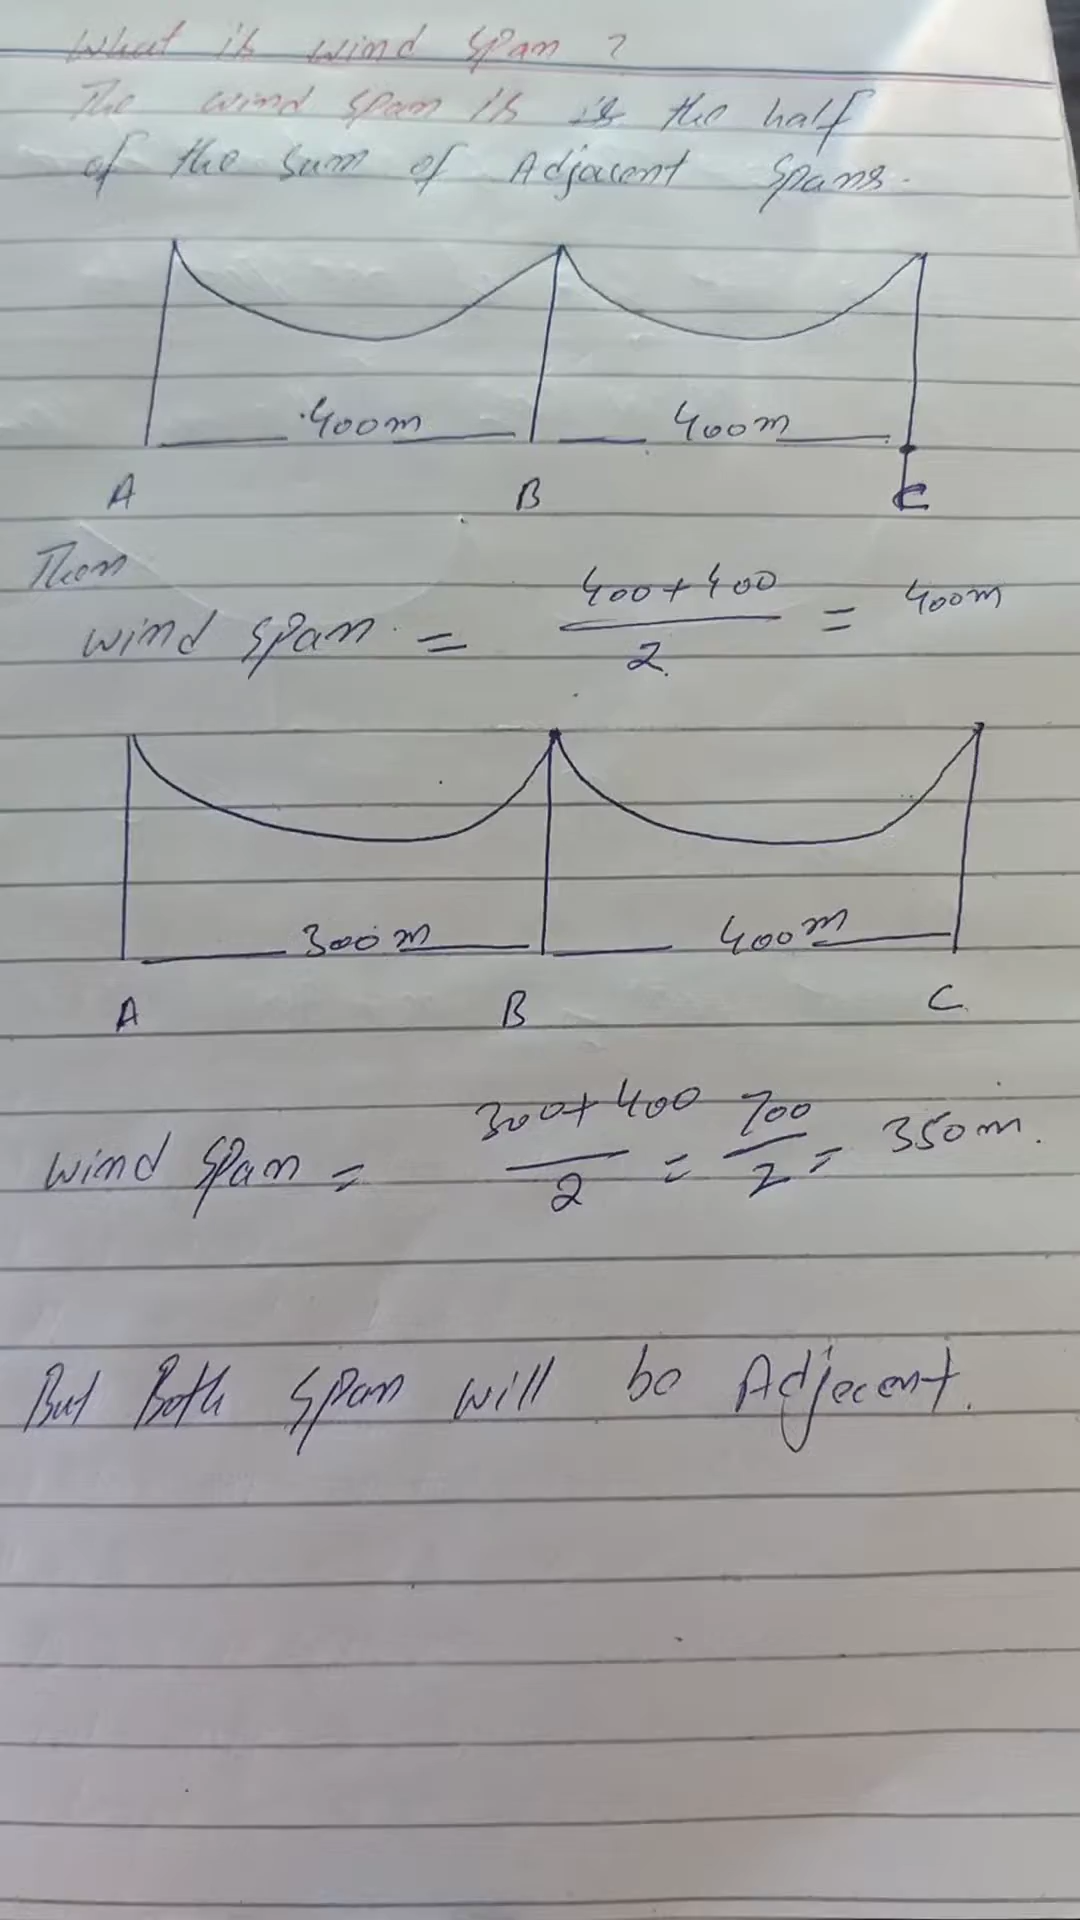 What is wind span ?
The wind span is is the half
of the sum of Adjacent spans.
400m 400m
A B C
Then
wind span = 400+400/2 = 400m
300m 400m
A B C
wind span = 300+400/2 = 700/2 = 350m.
But Both span will be Adjecent.